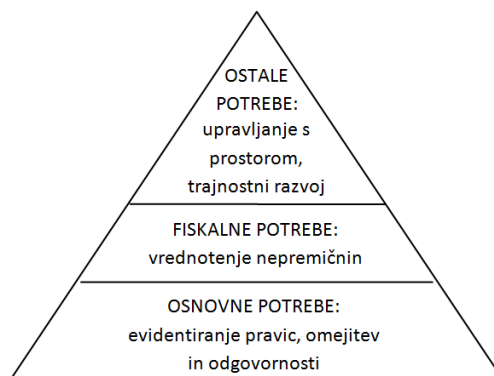 OSTALE
POTREBE:
upravljanje s
prostorom,
trajnostni razvoj
FISKALNE POTREBE:
vrednotenje nepremičnin
OSNOVNE POTREBE:
evidentiranje pravic, omejitev
in odgovornosti